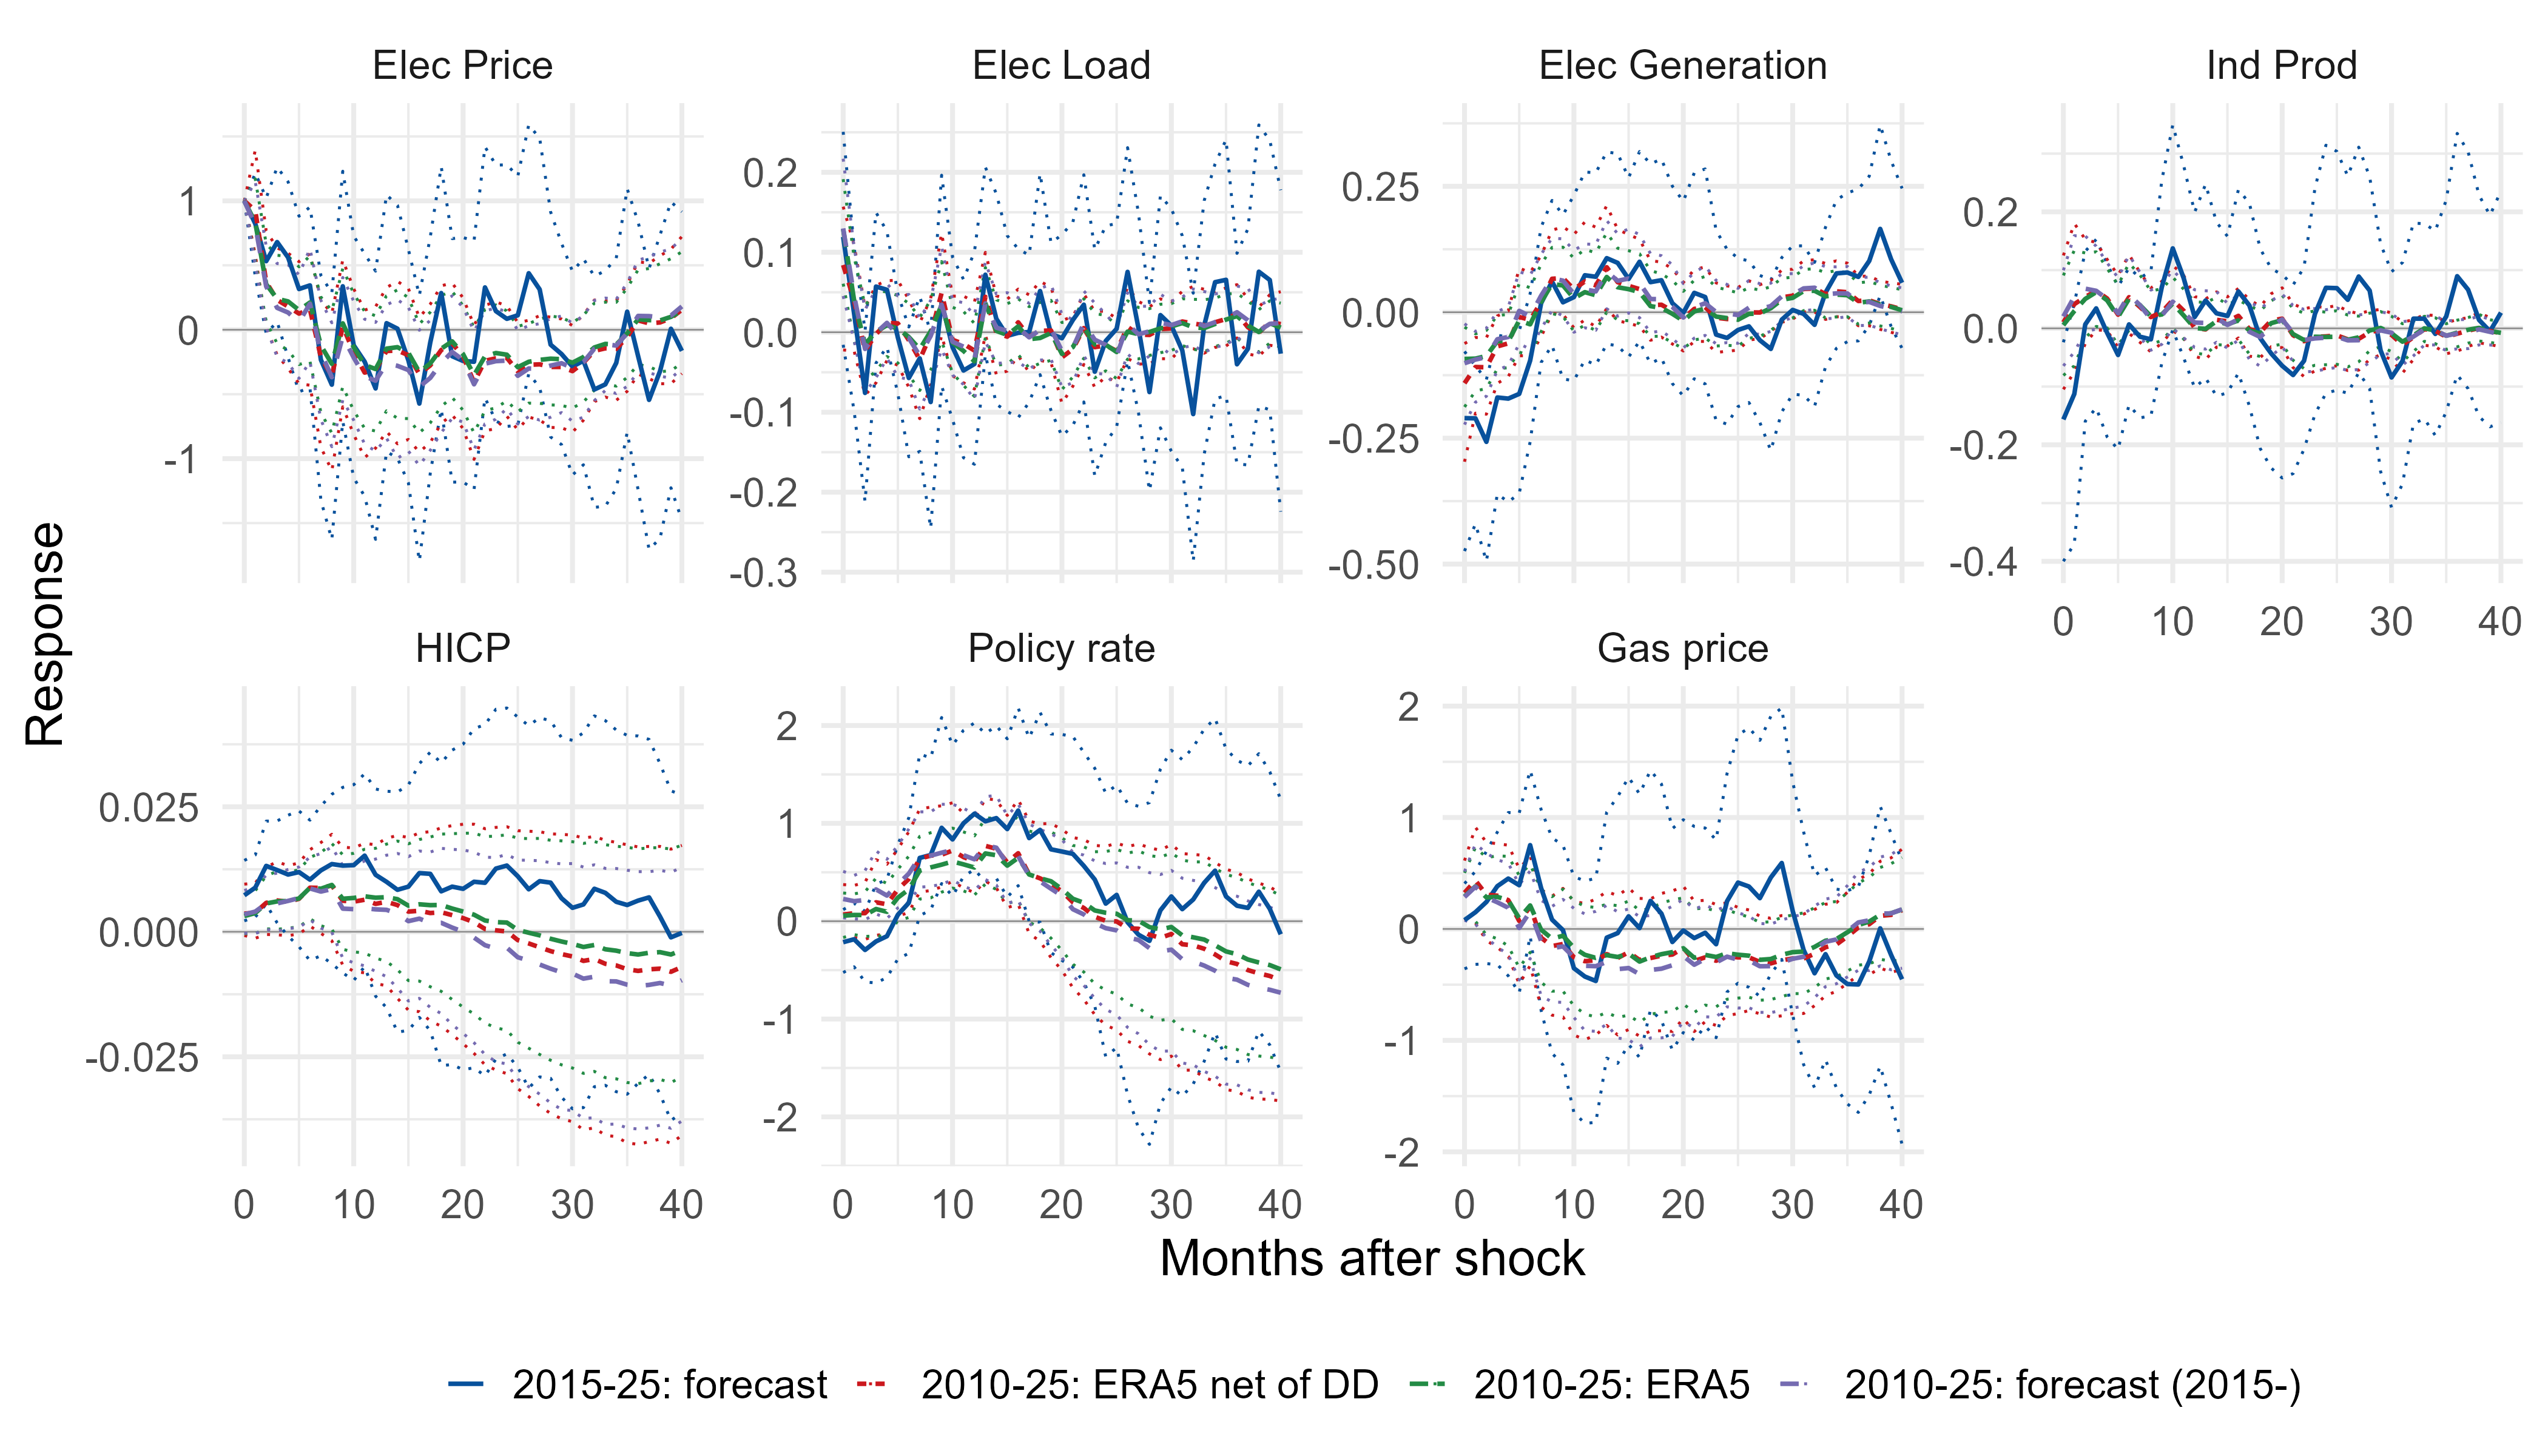 Elec Price
Elec Load
Elec Generation
Ind Prod
1
0
-1
0.2
0.1
0.0
-0.1
-0.2
-0.3
0.25
0.00
-0.25
-0.50
0.2
0.0
-0.2
-0.4
0 10 20 30 40
Response
HICP
Policy rate
Gas price
0.025
0.000
-0.025
0 10 20 30 40
2
1
0
-1
-2
0 10 20 30 40
2
1
0
-1
-2
0 10 20 30 40
Months after shock
2015-25: forecast
2010-25: ERA5 net of DD
2010-25: ERA5
2010-25: forecast (2015-)